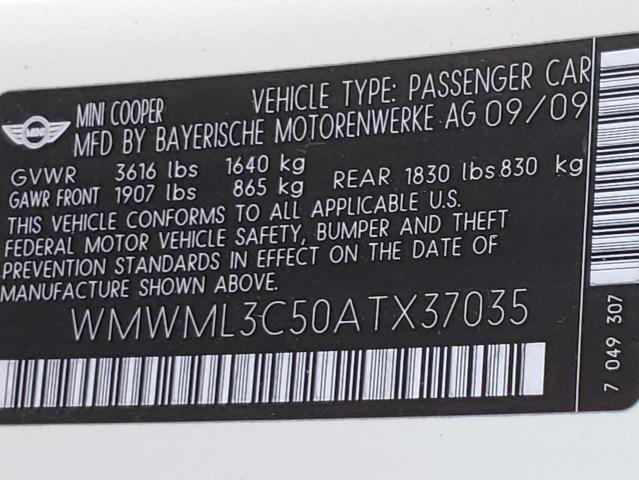 MINI COOPER VEHICLE TYPE: PASSENGER CAR
MINI MFD BY BAYERISCHE MOTORENWERKE AG 09/09
GVWR 3616 lbs 1640 kg
GAWR FRONT 1907 lbs 865 kg REAR 1830 lbs 830 kg
THIS VEHICLE CONFORMS TO ALL APPLICABLE U.S.
FEDERAL MOTOR VEHICLE SAFETY, BUMPER AND THEFT
PREVENTION STANDARDS IN EFFECT ON THE DATE OF
MANUFACTURE SHOWN ABOVE.
WMWML3C50ATX37035
7 049 307